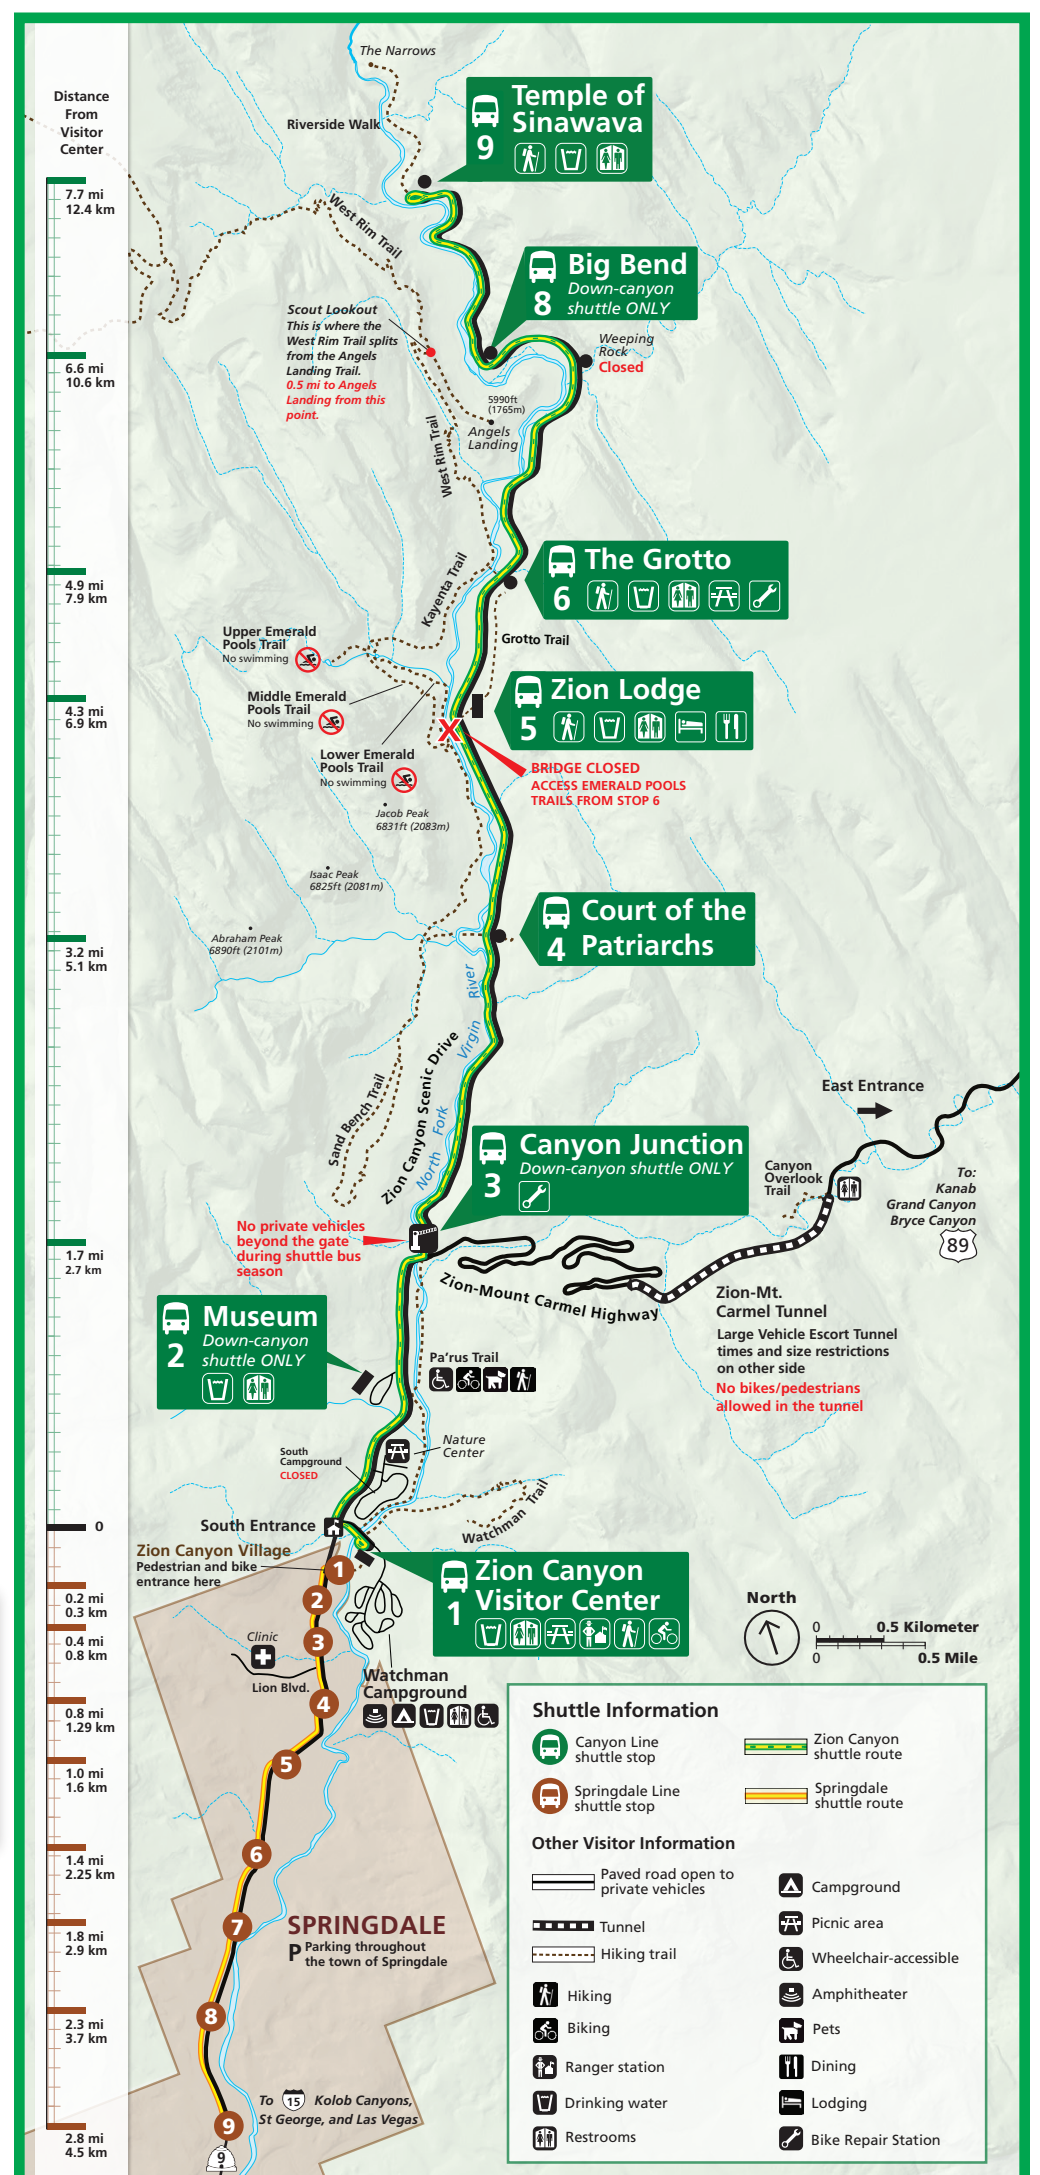 The Narrows
Distance
From
Visitor
Center
Riverside Walk
Temple of
Sinawava
9
7.7 mi
12.4 km
West Rim Trail
Big Bend
Down-canyon
shuttle ONLY
8
Scout Lookout
This is where the
West Rim Trail splits
from the Angels
Landing Trail.
0.5 mi to Angels
Landing from this
point.
Weeping
Rock
Closed
6.6 mi
10.6 km
5990ft
(1765m)
Angels
Landing
West Rim Trail
The Grotto
6
4.9 mi
7.9 km
Kayenta Trail
Grotto Trail
Upper Emerald
Pools Trail
No swimming
Zion Lodge
5
Middle Emerald
Pools Trail
No swimming
4.3 mi
6.9 km
X
Lower Emerald
Pools Trail
No swimming
BRIDGE CLOSED
ACCESS EMERALD POOLS
TRAILS FROM STOP 6
Jacob Peak
6831ft (2083m)
Isaac Peak
6825ft (2081m)
Court of the
Patriarchs
4
Abraham Peak
6890ft (2101m)
3.2 mi
5.1 km
North Fork Virgin River
Zion Canyon Scenic Drive
Sand Bench Trail
East Entrance
Canyon Junction
Down-canyon shuttle ONLY
3
Canyon
Overlook
Trail
To:
Kanab
Grand Canyon
Bryce Canyon
89
No private vehicles
beyond the gate
during shuttle bus
season
1.7 mi
2.7 km
Zion-Mount Carmel Highway
Zion-Mt.
Carmel Tunnel
Large Vehicle Escort Tunnel
times and size restrictions
on other side
No bikes/pedestrians
allowed in the tunnel
Museum
Down-canyon
shuttle ONLY
2
Pa'rus Trail
Nature
Center
South
Campground
CLOSED
Watchman Trail
South Entrance
0
Zion Canyon Village
Pedestrian and bike
entrance here
Zion Canyon
Visitor Center
1
1
2
3
4
5
6
7
8
9
0.2 mi
0.3 km
0.4 mi
0.8 km
Clinic
Lion Blvd.
Watchman
Campground
North
0 0.5 Kilometer
0 0.5 Mile
0.8 mi
1.29 km
1.0 mi
1.6 km
1.4 mi
2.25 km
1.8 mi
2.9 km
2.3 mi
3.7 km
2.8 mi
4.5 km
SPRINGDALE
P Parking throughout
the town of Springdale
To 15 Kolob Canyons,
St George, and Las Vegas
9
Shuttle Information
Canyon Line
shuttle stop
Zion Canyon
shuttle route
Springdale Line
shuttle stop
Springdale
shuttle route
Other Visitor Information
Paved road open to
private vehicles
Tunnel
Hiking trail
Hiking
Biking
Ranger station
Drinking water
Restrooms
Campground
Picnic area
Wheelchair-accessible
Amphitheater
Pets
Dining
Lodging
Bike Repair Station